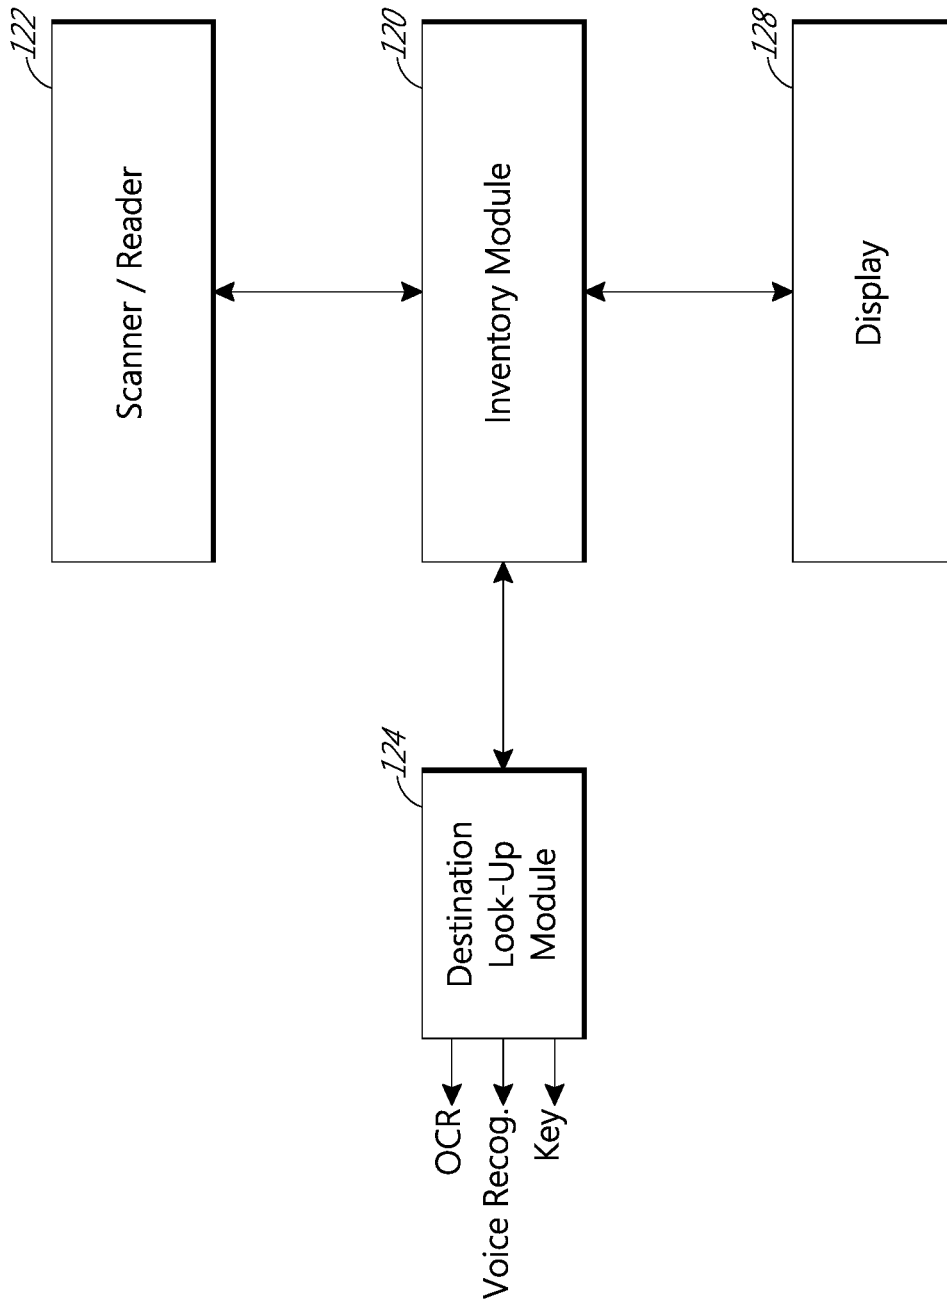 122
Scanner / Reader
124
120
OCR
Voice Recog.
Key
Destination
Look-Up
Module
Inventory Module
128
Display